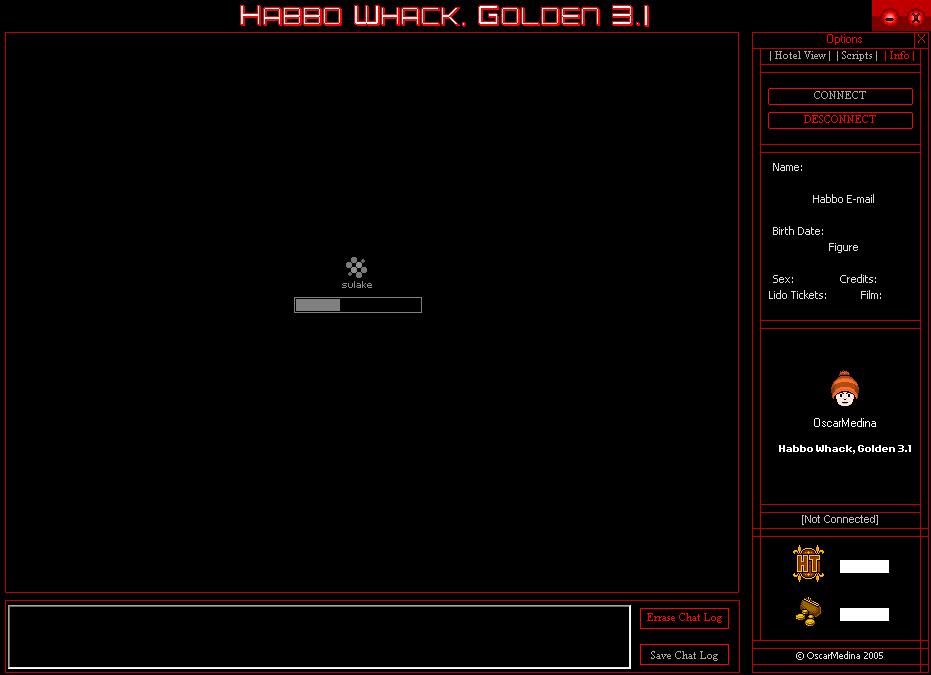 Habbo Whack. Golden 3.1
Options X
| Hotel View | | Scripts | | Info |
CONNECT
DESCONNECT
Name:
Habbo E-mail
Birth Date:
Figure
Sex: Credits:
Lido Tickets: Film:
sulake
OscarMedina
Habbo Whack, Golden 3.1
[Not Connected]
HT
Errase Chat Log
Save Chat Log
© OscarMedina 2005